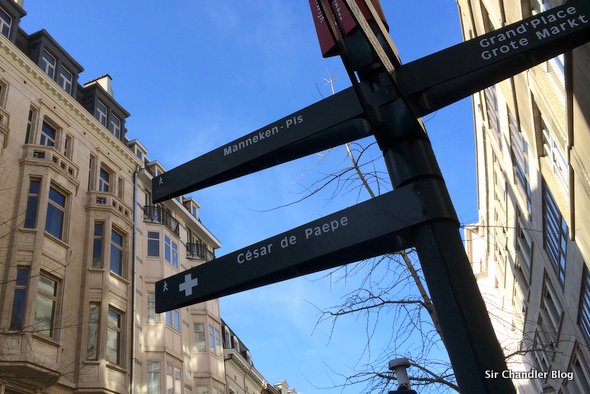 Grand'Place
Grote Markt
Manneken-Pis
César de Paepe
Sir Chandler Blog